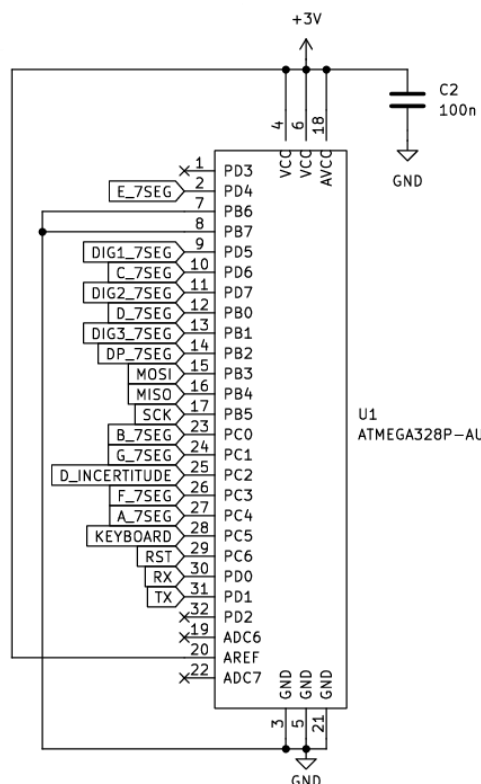 +3V
C2
100n
GND
4 VCC
6 VCC
18 AVCC
1 PD3
E_7SEG 2 PD4
7 PB6
8 PB7
DIG1_7SEG 9 PD5
C_7SEG 10 PD6
DIG2_7SEG 11 PD7
D_7SEG 12 PB0
DIG3_7SEG 13 PB1
DP_7SEG 14 PB2
MOSI 15 PB3
MISO 16 PB4
SCK 17 PB5
U1
B_7SEG 23 PC0
ATMEGA328P-AU
G_7SEG 24 PC1
D_INCERTITUDE 25 PC2
F_7SEG 26 PC3
A_7SEG 27 PC4
KEYBOARD 28 PC5
RST 29 PC6
RX 30 PD0
TX 31 PD1
32 PD2
19 ADC6
20 AREF
22 ADC7
3 GND
5 GND
21 GND
GND